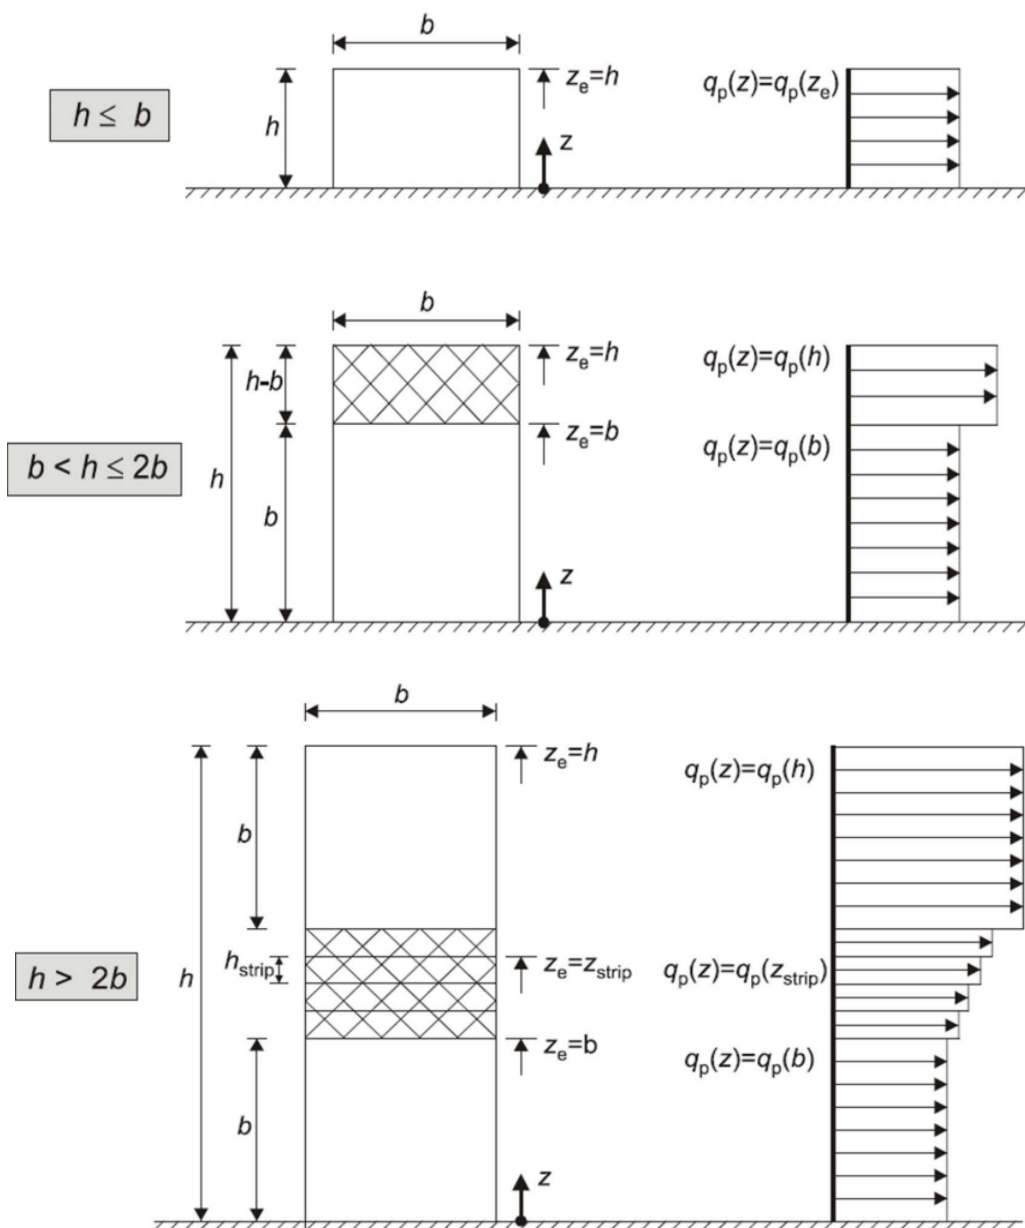 b
h ≤ b
h
z_e=h
z
q_p(z)=q_p(z_e)
b
b < h ≤ 2b
h
h-b
b
z_e=h
z_e=b
z
q_p(z)=q_p(h)
q_p(z)=q_p(b)
b
h > 2b
h
b
h_strip
b
z_e=h
z_e=z_strip
z_e=b
z
q_p(z)=q_p(h)
q_p(z)=q_p(z_strip)
q_p(z)=q_p(b)